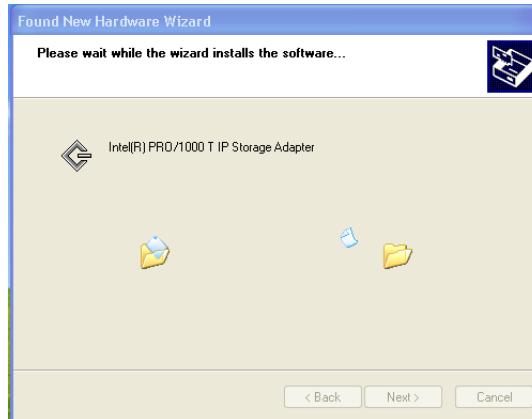 Found New Hardware Wizard
Please wait while the wizard installs the software...
Intel(R) PRO/1000 T IP Storage Adapter
< Back
Next >
Cancel